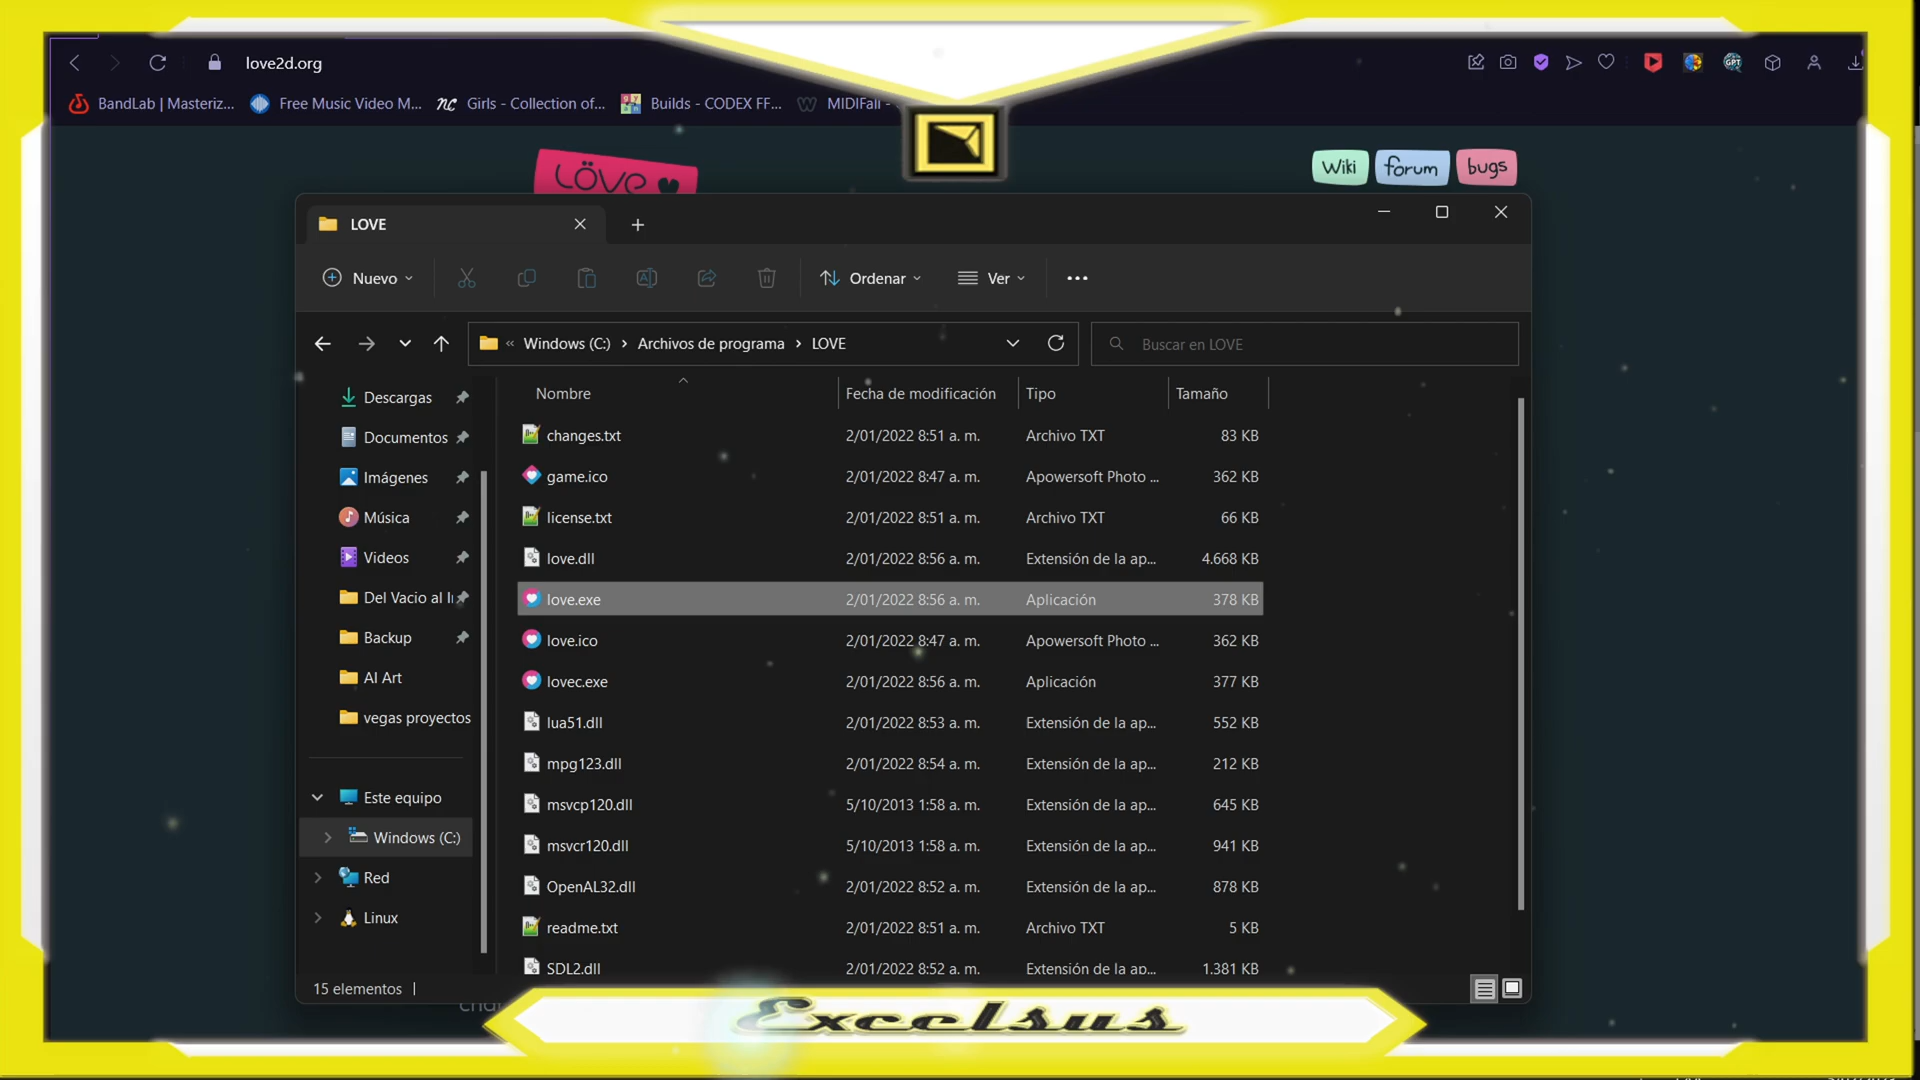 love2d.org
BandLab | Masteriz...
Free Music Video M...
Girls - Collection of...
Builds - CODEX FF...
MIDIFall -
LÖVE
Wiki
forum
bugs
LOVE
Nuevo
Ordenar
Ver
Windows (C:)
Archivos de programa
LOVE
Buscar en LOVE
Nombre
Fecha de modificación
Tipo
Tamaño
Descargas
Documentos
Imágenes
Música
Videos
Del Vacio al I
Backup
AI Art
vegas proyectos
Este equipo
Windows (C:)
Red
Linux
changes.txt 2/01/2022 8:51 a. m. Archivo TXT 83 KB
game.ico 2/01/2022 8:47 a. m. Apowersoft Photo ... 362 KB
license.txt 2/01/2022 8:51 a. m. Archivo TXT 66 KB
love.dll 2/01/2022 8:56 a. m. Extensión de la ap... 4.668 KB
love.exe 2/01/2022 8:56 a. m. Aplicación 378 KB
love.ico 2/01/2022 8:47 a. m. Apowersoft Photo ... 362 KB
lovec.exe 2/01/2022 8:56 a. m. Aplicación 377 KB
lua51.dll 2/01/2022 8:53 a. m. Extensión de la ap... 552 KB
mpg123.dll 2/01/2022 8:54 a. m. Extensión de la ap... 212 KB
msvcp120.dll 5/10/2013 1:58 a. m. Extensión de la ap... 645 KB
msvcr120.dll 5/10/2013 1:58 a. m. Extensión de la ap... 941 KB
OpenAL32.dll 2/01/2022 8:52 a. m. Extensión de la ap... 878 KB
readme.txt 2/01/2022 8:51 a. m. Archivo TXT 5 KB
SDL2.dll 2/01/2022 8:52 a. m. Extensión de la ap... 1.381 KB
15 elementos
Excelsus